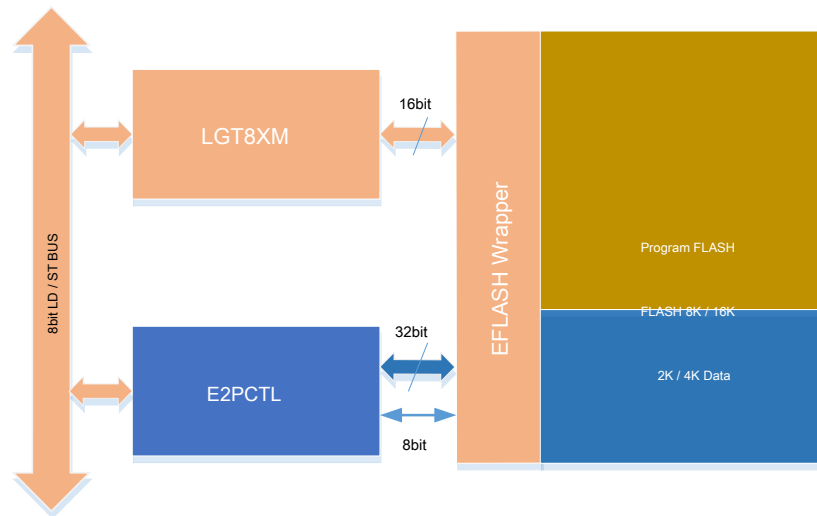 16bit
LGT8XM
8bit LD / ST BUS
EFLASH Wrapper
Program FLASH
FLASH 8K / 16K
32bit
2K / 4K Data
E2PCTL
8bit